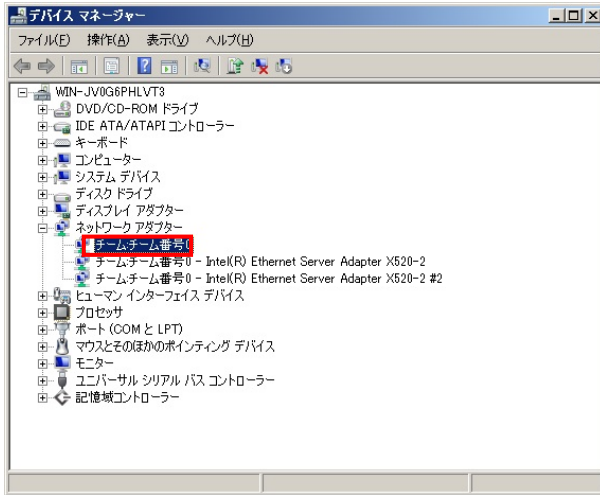 デバイス マネージャー
ファイル(F) 操作(A) 表示(V) ヘルプ(H)
WIN-JV0G6PHLVT3
DVD/CD-ROM ドライブ
IDE ATA/ATAPI コントローラー
キーボード
コンピューター
システム デバイス
ディスク ドライブ
ディスプレイ アダプター
ネットワーク アダプター
チーム:チーム番号0
チーム:チーム番号0 - Intel(R) Ethernet Server Adapter X520-2
チーム:チーム番号0 - Intel(R) Ethernet Server Adapter X520-2 #2
ヒューマン インターフェイス デバイス
プロセッサ
ポート (COM と LPT)
マウスとそのほかのポインティング デバイス
モニター
ユニバーサル シリアル バス コントローラー
記憶域コントローラー